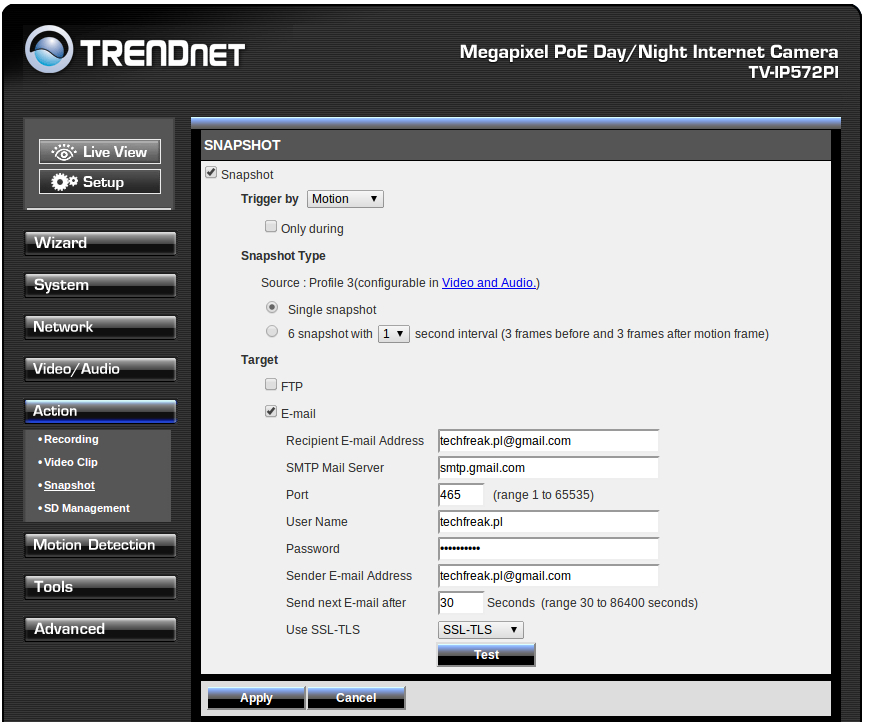 TRENDNET
Megapixel PoE Day/Night Internet Camera
TV-IP572PI
Live View
Setup
Wizard
System
Network
Video/Audio
Action
•Recording
•Video Clip
•Snapshot
•SD Management
Motion Detection
Tools
Advanced
SNAPSHOT
Snapshot
Trigger by Motion ▼
Only during
Snapshot Type
Source : Profile 3(configurable in Video and Audio.)
Single snapshot
6 snapshot with 1 ▼ second interval (3 frames before and 3 frames after motion frame)
Target
FTP
E-mail
Recipient E-mail Address techfreak.pl@gmail.com
SMTP Mail Server smtp.gmail.com
Port 465 (range 1 to 65535)
User Name techfreak.pl
Password ••••••••••
Sender E-mail Address techfreak.pl@gmail.com
Send next E-mail after 30 Seconds (range 30 to 86400 seconds)
Use SSL-TLS SSL-TLS ▼
Test
Apply Cancel